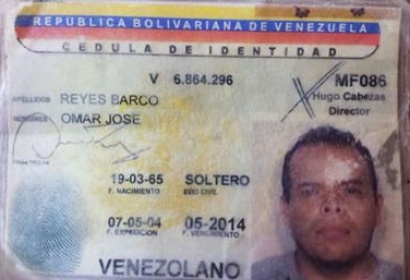 REPUBLICA BOLIVARIANA DE VENEZUELA
CEDULA DE IDENTIDAD
V 6.864.296
MF086
Hugo Cabezas
Director
APELLIDOS REYES BARCO
NOMBRES OMAR JOSE
19-03-65 SOLTERO
F. NACIMIENTO EDO CIVIL
07-05-04 05-2014
F. EXPEDICION F. VENCIMIENTO
VENEZOLANO